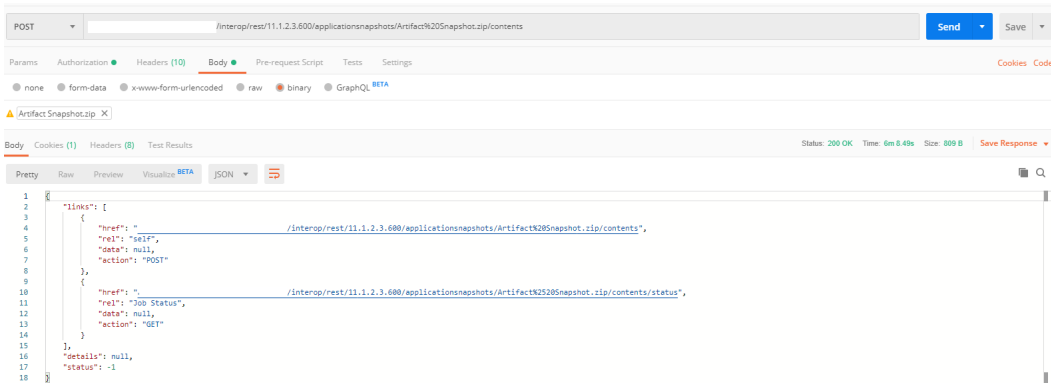 POST /interop/rest/11.1.2.3.600/applicationsnapshots/Artifact%20Snapshot.zip/contents Send Save
Params Authorization Headers (10) Body Pre-request Script Tests Settings Cookies Code
none form-data x-www-form-urlencoded raw binary GraphQL BETA
Artifact Snapshot.zip
Body Cookies (1) Headers (8) Test Results Status: 200 OK Time: 6m 8.49s Size: 809 B Save Response
Pretty Raw Preview Visualize BETA JSON
1 {
2 "links": [
3 {
4 "href": " /interop/rest/11.1.2.3.600/applicationsnapshots/Artifact%20Snapshot.zip/contents",
5 "rel": "self",
6 "data": null,
7 "action": "POST"
8 },
9 {
10 "href": " /interop/rest/11.1.2.3.600/applicationsnapshots/Artifact%2520Snapshot.zip/contents/status",
11 "rel": "Job Status",
12 "data": null,
13 "action": "GET"
14 }
15 ],
16 "details": null,
17 "status": -1
18 }